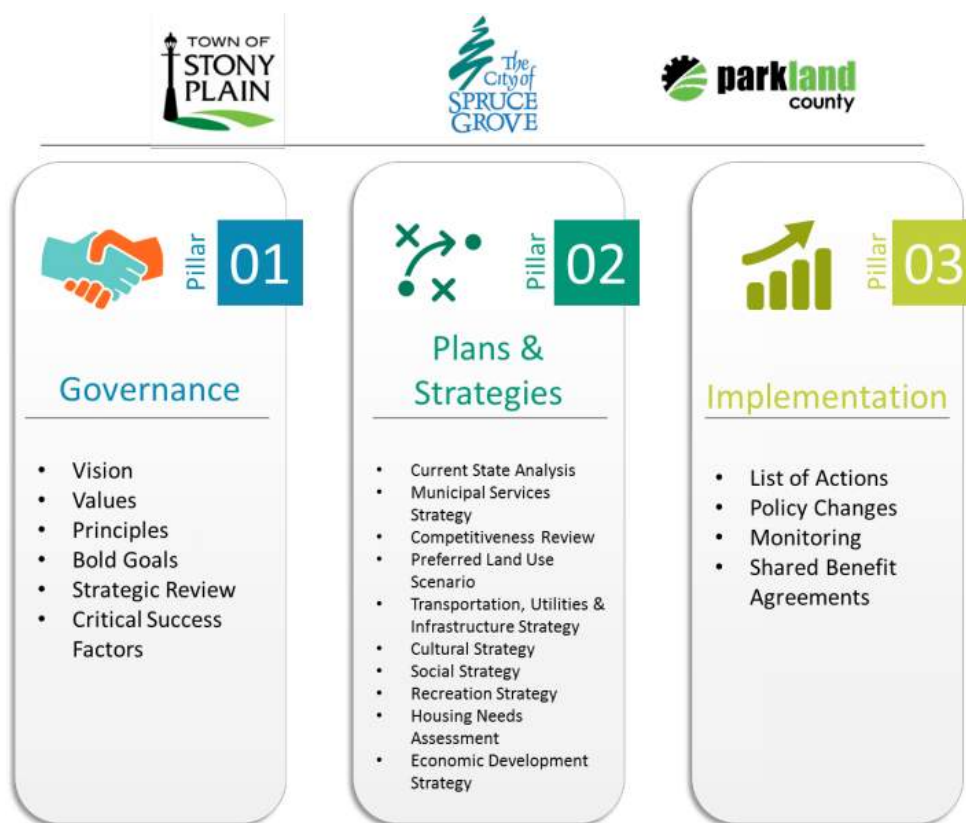 TOWN OF
STONY
PLAIN
The
City of
SPRUCE
GROVE
parkland
county
Pillar
01
Governance
• Vision
• Values
• Principles
• Bold Goals
• Strategic Review
• Critical Success
Factors
Pillar
02
Plans &
Strategies
• Current State Analysis
• Municipal Services
Strategy
• Competitiveness Review
• Preferred Land Use
Scenario
• Transportation, Utilities &
Infrastructure Strategy
• Cultural Strategy
• Social Strategy
• Recreation Strategy
• Housing Needs
Assessment
• Economic Development
Strategy
Pillar
03
Implementation
• List of Actions
• Policy Changes
• Monitoring
• Shared Benefit
Agreements